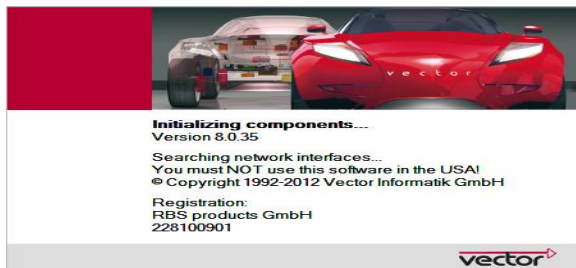 vector
Initializing components...
Version 8.0.35
Searching network interfaces...
You must NOT use this software in the USA!
© Copyright 1992-2012 Vector Informatik GmbH
Registration:
RBS products GmbH
228100901
vector